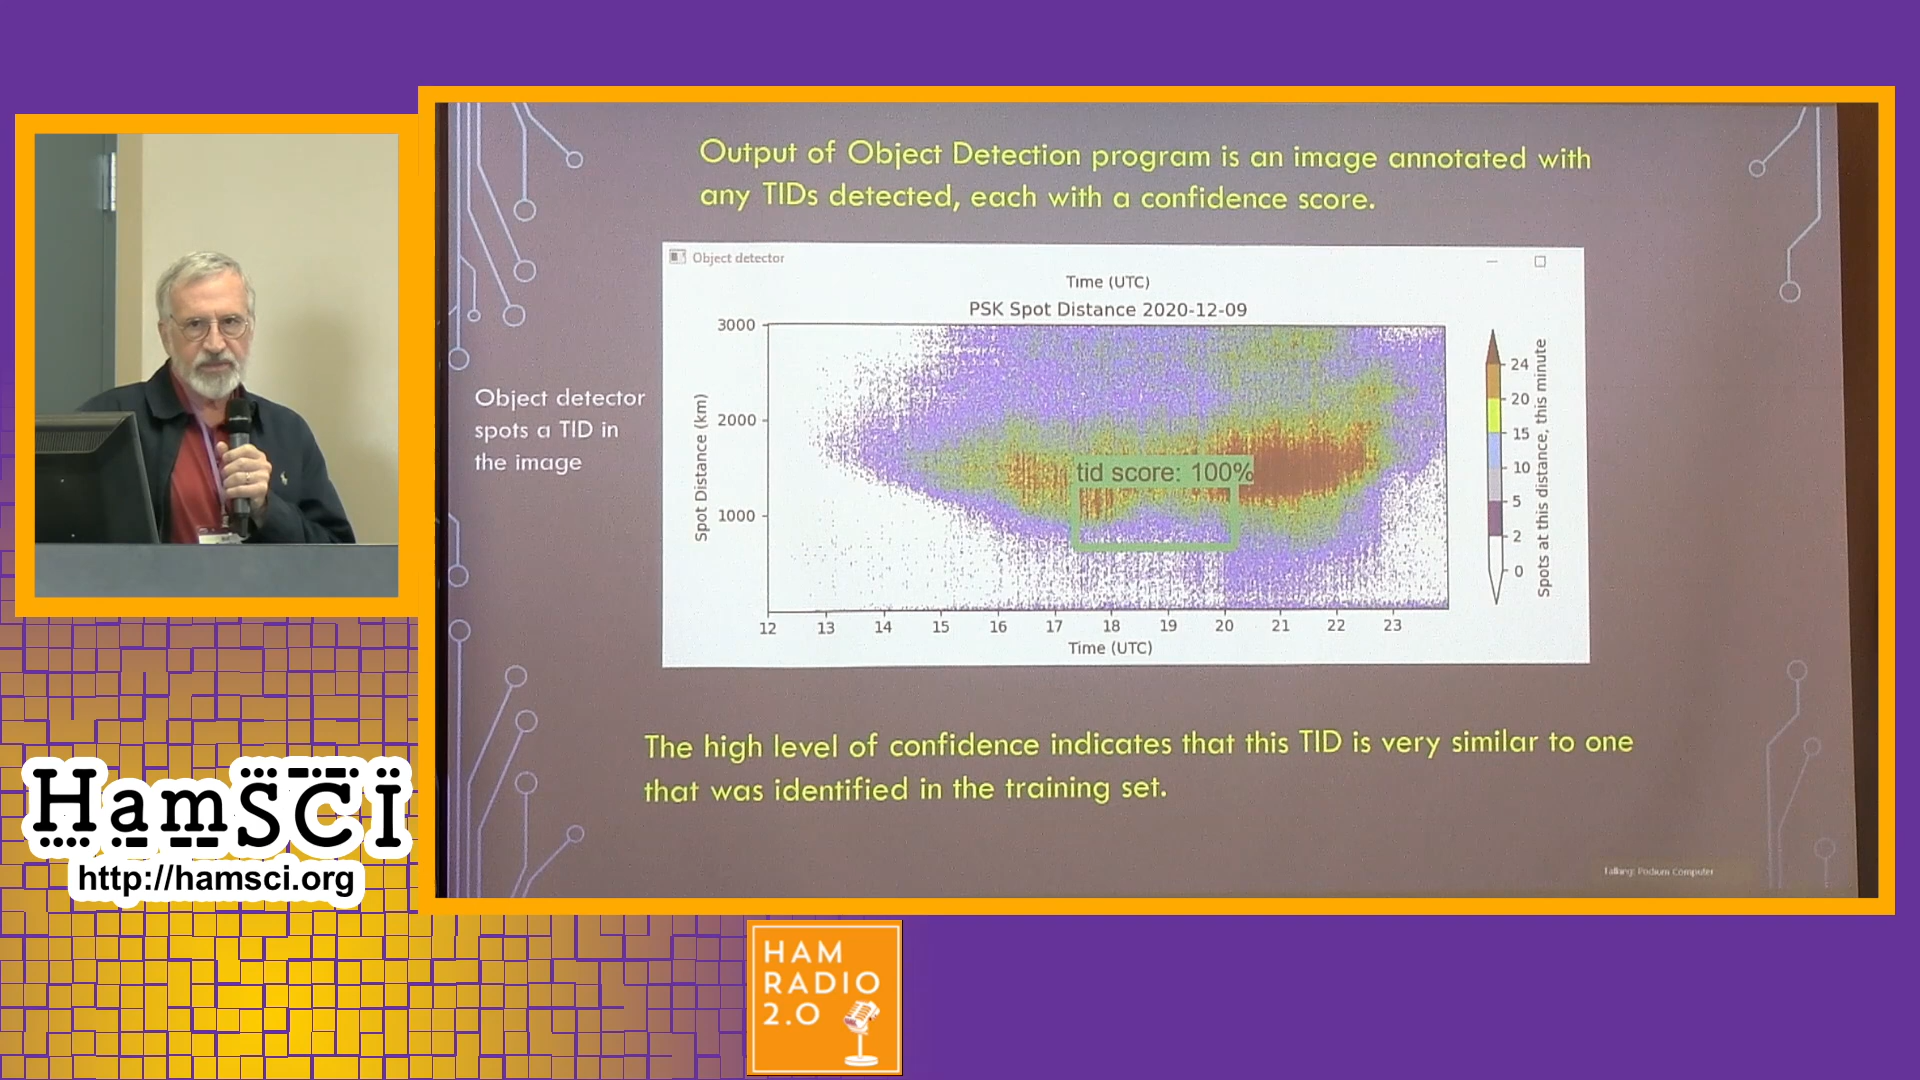 Output of Object Detection program is an image annotated with
any TIDs detected, each with a confidence score.
Object detector
spots a TID in
the image
Object detector
Time (UTC)
PSK Spot Distance 2020-12-09
3000
2000
1000
Spot Distance (km)
tid score: 100%
12 13 14 15 16 17 18 19 20 21 22 23
Time (UTC)
24
20
15
10
5
2
0
Spots at this distance, this minute
The high level of confidence indicates that this TID is very similar to one
that was identified in the training set.
Talking: Podium Computer
HamSCI
http://hamsci.org
HAM
RADIO
2.0